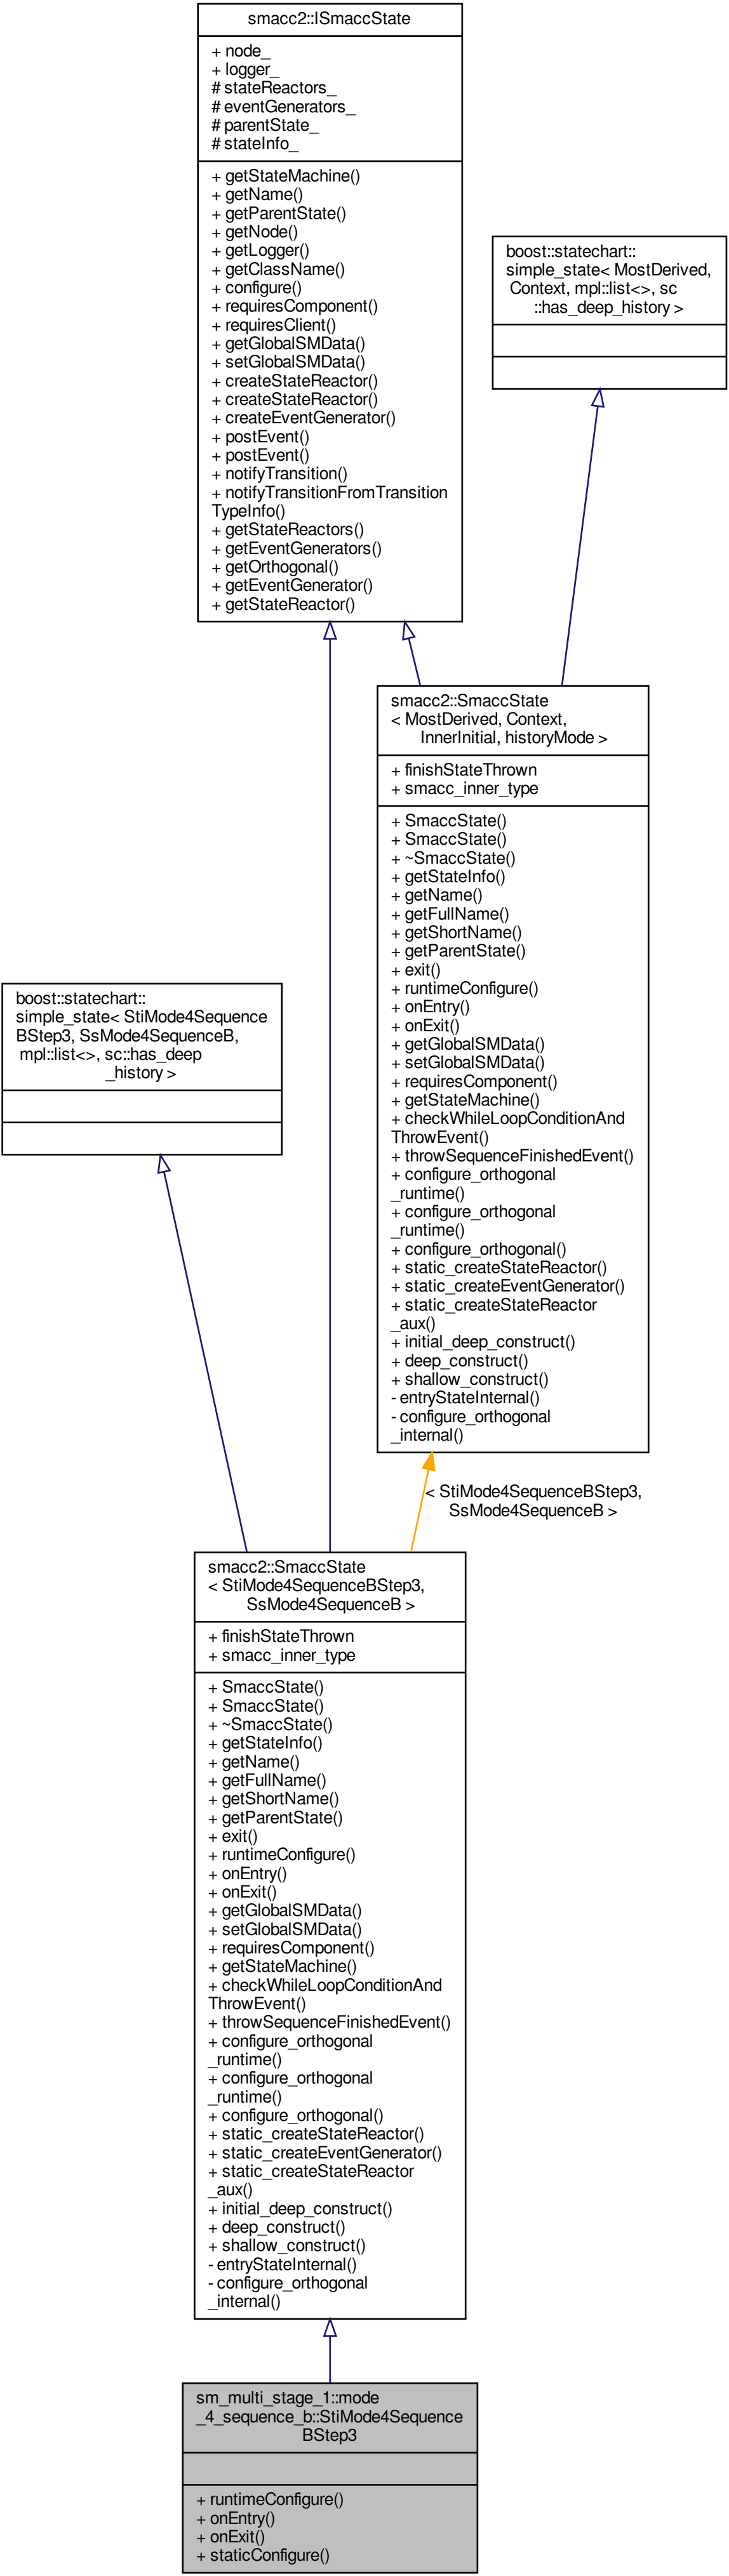 smacc2::ISmaccState
+ node_
+ logger_
# stateReactors_
# eventGenerators_
# parentState_
# stateInfo_
+ getStateMachine()
+ getName()
+ getParentState()
+ getNode()
+ getLogger()
+ getClassName()
+ configure()
+ requiresComponent()
+ requiresClient()
+ getGlobalSMData()
+ setGlobalSMData()
+ createStateReactor()
+ createStateReactor()
+ createEventGenerator()
+ postEvent()
+ postEvent()
+ notifyTransition()
+ notifyTransitionFromTransition
TypeInfo()
+ getStateReactors()
+ getEventGenerators()
+ getOrthogonal()
+ getEventGenerator()
+ getStateReactor()
boost::statechart::
simple_state< MostDerived,
Context, mpl::list<>, sc
::has_deep_history >
smacc2::SmaccState
< MostDerived, Context,
InnerInitial, historyMode >
+ finishStateThrown
+ smacc_inner_type
+ SmaccState()
+ SmaccState()
+ ~SmaccState()
+ getStateInfo()
+ getName()
+ getFullName()
+ getShortName()
+ getParentState()
+ exit()
+ runtimeConfigure()
+ onEntry()
+ onExit()
+ getGlobalSMData()
+ setGlobalSMData()
+ requiresComponent()
+ getStateMachine()
+ checkWhileLoopConditionAnd
ThrowEvent()
+ throwSequenceFinishedEvent()
+ configure_orthogonal
_runtime()
+ configure_orthogonal
_runtime()
+ configure_orthogonal()
+ static_createStateReactor()
+ static_createEventGenerator()
+ static_createStateReactor
_aux()
+ initial_deep_construct()
+ deep_construct()
+ shallow_construct()
- entryStateInternal()
- configure_orthogonal
_internal()
boost::statechart::
simple_state< StiMode4Sequence
BStep3, SsMode4SequenceB,
mpl::list<>, sc::has_deep
_history >
< StiMode4SequenceBStep3,
SsMode4SequenceB >
smacc2::SmaccState
< StiMode4SequenceBStep3,
SsMode4SequenceB >
+ finishStateThrown
+ smacc_inner_type
+ SmaccState()
+ SmaccState()
+ ~SmaccState()
+ getStateInfo()
+ getName()
+ getFullName()
+ getShortName()
+ getParentState()
+ exit()
+ runtimeConfigure()
+ onEntry()
+ onExit()
+ getGlobalSMData()
+ setGlobalSMData()
+ requiresComponent()
+ getStateMachine()
+ checkWhileLoopConditionAnd
ThrowEvent()
+ throwSequenceFinishedEvent()
+ configure_orthogonal
_runtime()
+ configure_orthogonal
_runtime()
+ configure_orthogonal()
+ static_createStateReactor()
+ static_createEventGenerator()
+ static_createStateReactor
_aux()
+ initial_deep_construct()
+ deep_construct()
+ shallow_construct()
- entryStateInternal()
- configure_orthogonal
_internal()
sm_multi_stage_1::mode
_4_sequence_b::StiMode4Sequence
BStep3
+ runtimeConfigure()
+ onEntry()
+ onExit()
+ staticConfigure()